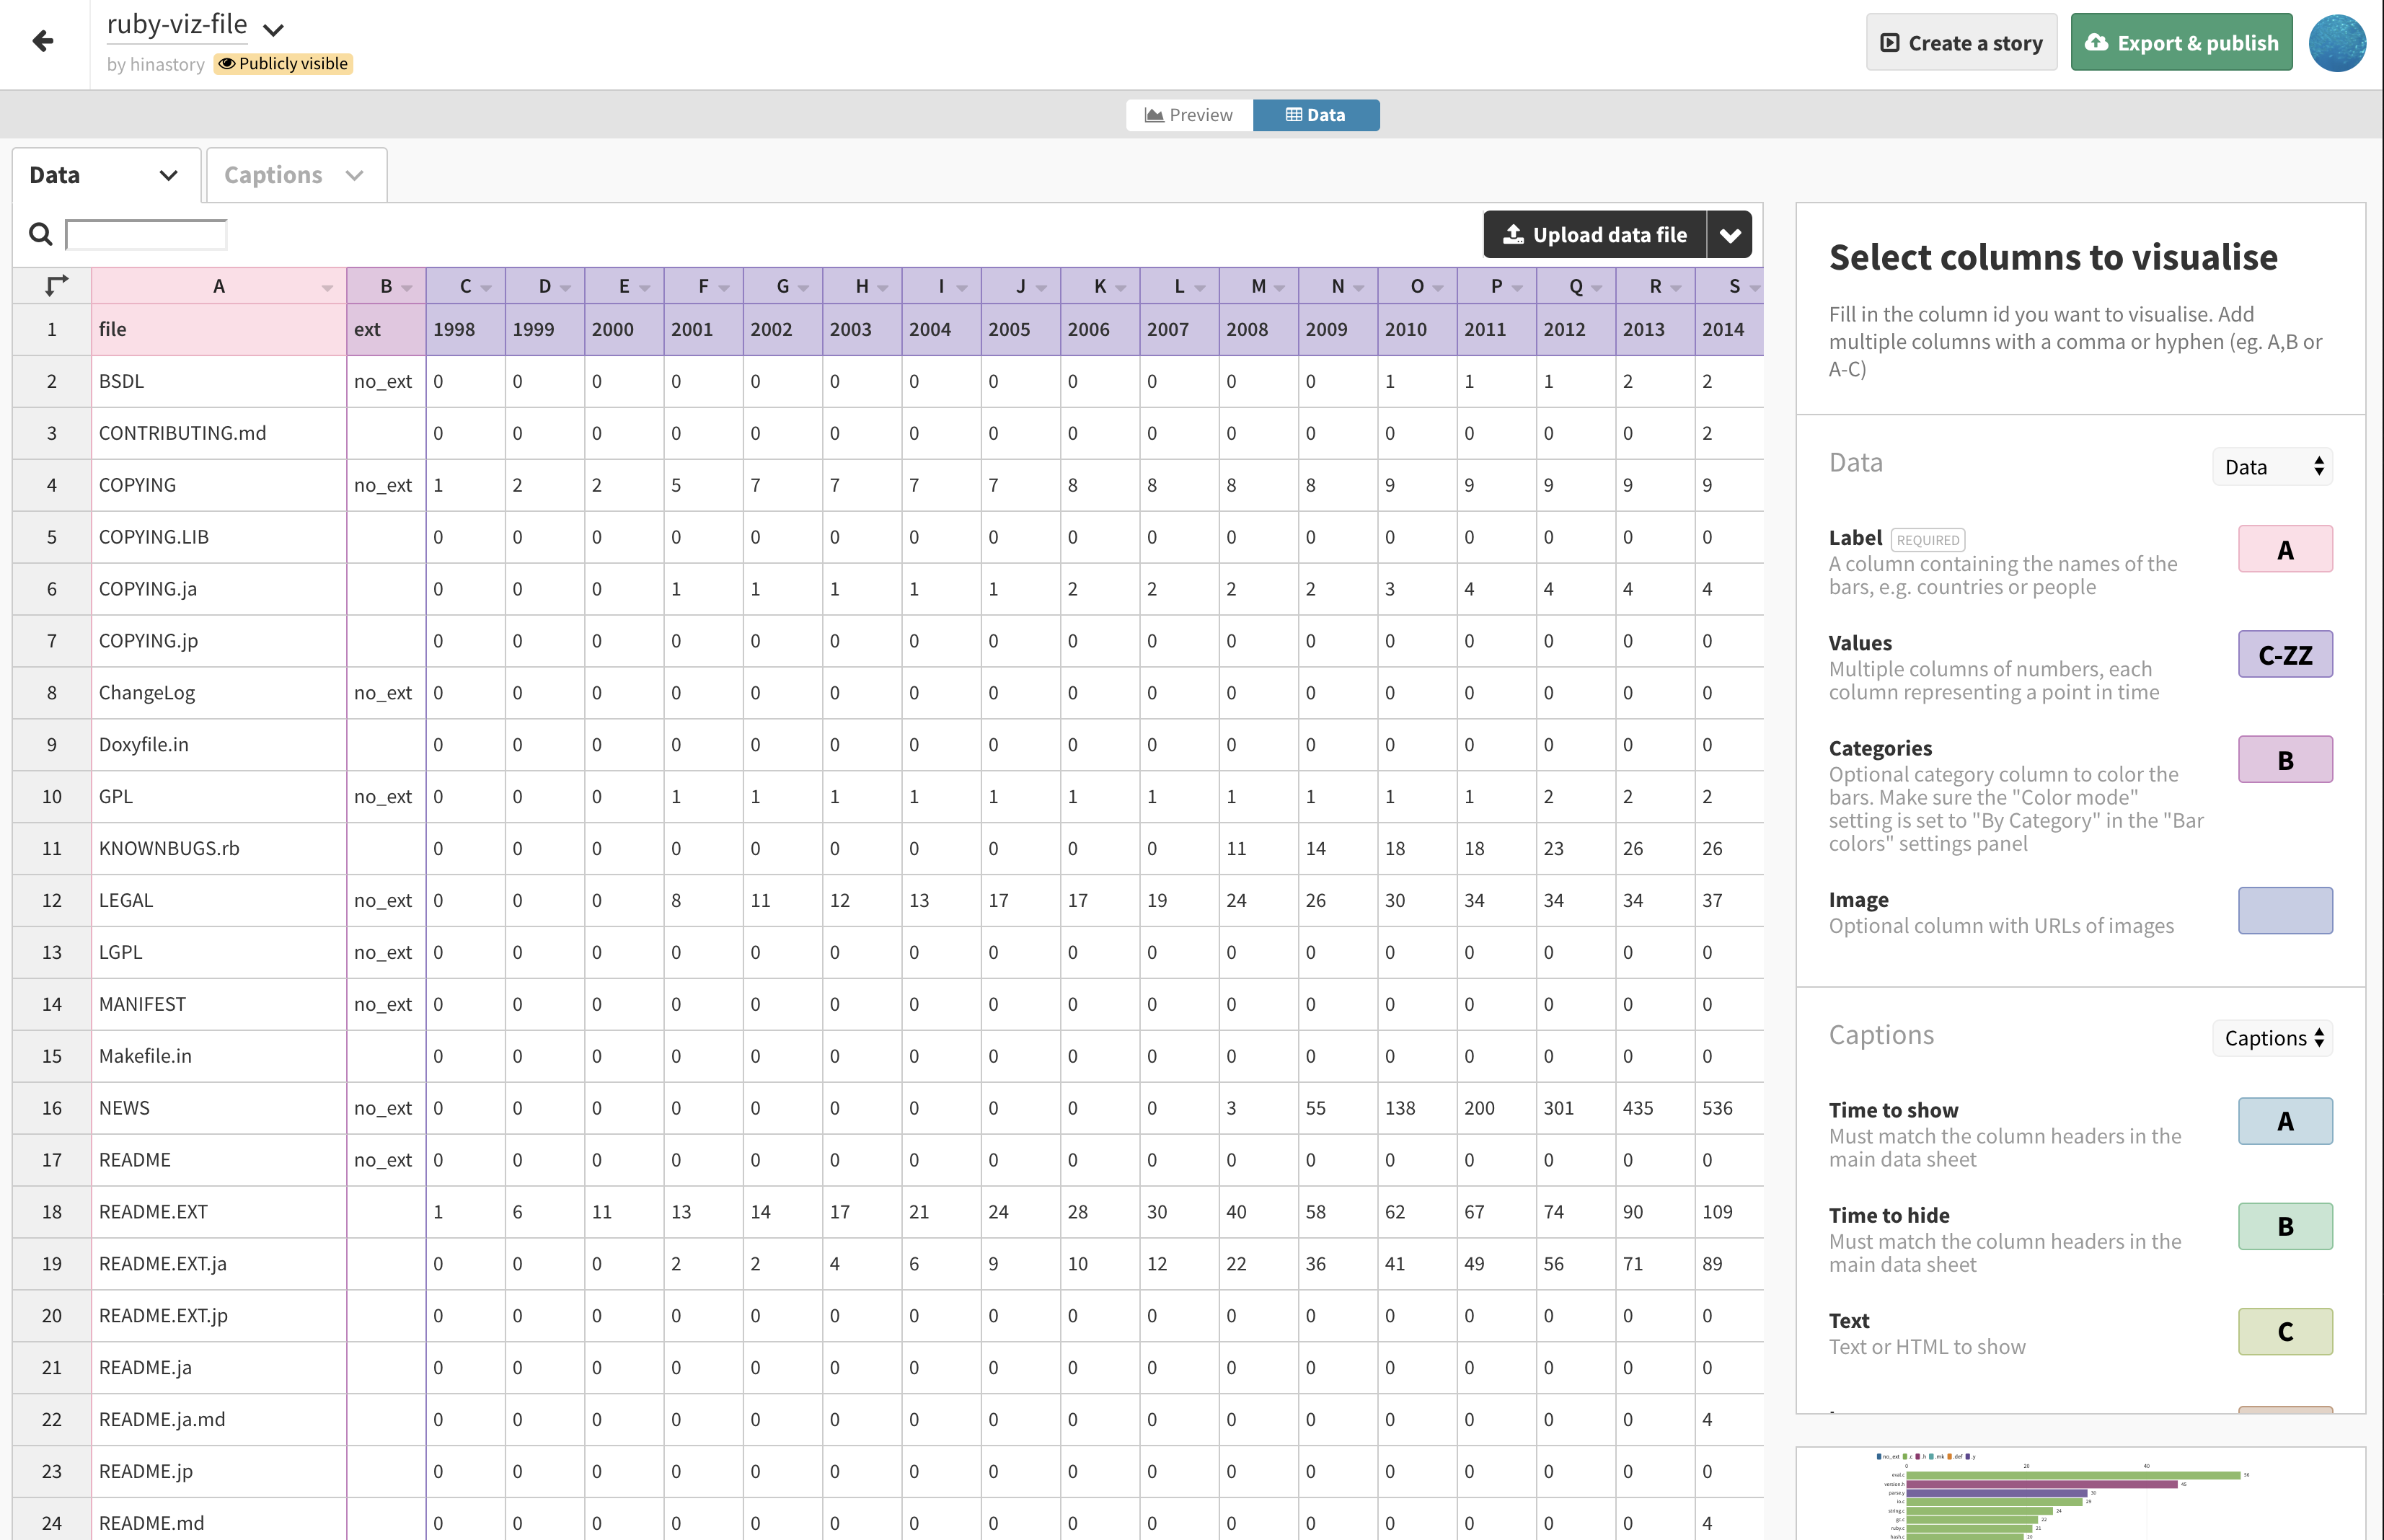 ruby-viz-file
by hinastory Publicly visible
Create a story
Export & publish
Preview Data
Data Captions
Upload data file
A B C D E F G H I J K L M N O P Q R S
1 file ext 1998 1999 2000 2001 2002 2003 2004 2005 2006 2007 2008 2009 2010 2011 2012 2013 2014
2 BSDL no_ext 0 0 0 0 0 0 0 0 0 0 0 0 1 1 1 2 2
3 CONTRIBUTING.md 0 0 0 0 0 0 0 0 0 0 0 0 0 0 0 0 2
4 COPYING no_ext 1 2 2 5 7 7 7 7 8 8 8 8 9 9 9 9 9
5 COPYING.LIB 0 0 0 0 0 0 0 0 0 0 0 0 0 0 0 0 0
6 COPYING.ja 0 0 0 1 1 1 1 1 2 2 2 2 3 4 4 4 4
7 COPYING.jp 0 0 0 0 0 0 0 0 0 0 0 0 0 0 0 0 0
8 ChangeLog no_ext 0 0 0 0 0 0 0 0 0 0 0 0 0 0 0 0 0
9 Doxyfile.in 0 0 0 0 0 0 0 0 0 0 0 0 0 0 0 0 0
10 GPL no_ext 0 0 0 1 1 1 1 1 1 1 1 1 1 1 2 2 2
11 KNOWNBUGS.rb 0 0 0 0 0 0 0 0 0 0 11 14 18 18 23 26 26
12 LEGAL no_ext 0 0 0 8 11 12 13 17 17 19 24 26 30 34 34 34 37
13 LGPL no_ext 0 0 0 0 0 0 0 0 0 0 0 0 0 0 0 0 0
14 MANIFEST no_ext 0 0 0 0 0 0 0 0 0 0 0 0 0 0 0 0 0
15 Makefile.in 0 0 0 0 0 0 0 0 0 0 0 0 0 0 0 0 0
16 NEWS no_ext 0 0 0 0 0 0 0 0 0 0 3 55 138 200 301 435 536
17 README no_ext 0 0 0 0 0 0 0 0 0 0 0 0 0 0 0 0 0
18 README.EXT 1 6 11 13 14 17 21 24 28 30 40 58 62 67 74 90 109
19 README.EXT.ja 0 0 0 2 2 4 6 9 10 12 22 36 41 49 56 71 89
20 README.EXT.jp 0 0 0 0 0 0 0 0 0 0 0 0 0 0 0 0 0
21 README.ja 0 0 0 0 0 0 0 0 0 0 0 0 0 0 0 0 0
22 README.ja.md 0 0 0 0 0 0 0 0 0 0 0 0 0 0 0 0 4
23 README.jp 0 0 0 0 0 0 0 0 0 0 0 0 0 0 0 0 0
24 README.md 0 0 0 0 0 0 0 0 0 0 0 0 0 0 0 0 4
Select columns to visualise
Fill in the column id you want to visualise. Add
multiple columns with a comma or hyphen (eg. A,B or
A-C)
Data Data
Label REQUIRED A
A column containing the names of the
bars, e.g. countries or people
Values C-ZZ
Multiple columns of numbers, each
column representing a point in time
Categories B
Optional category column to color the
bars. Make sure the "Color mode"
setting is set to "By Category" in the "Bar
colors" settings panel
Image
Optional column with URLs of images
Captions Captions
Time to show A
Must match the column headers in the
main data sheet
Time to hide B
Must match the column headers in the
main data sheet
Text C
Text or HTML to show
no_ext .c .h .mk .def .y
0 20 40
eval.c 56
version.h 45
parse.y 30
io.c 29
string.c 24
gc.c 22
ruby.c 21
hash.c 20